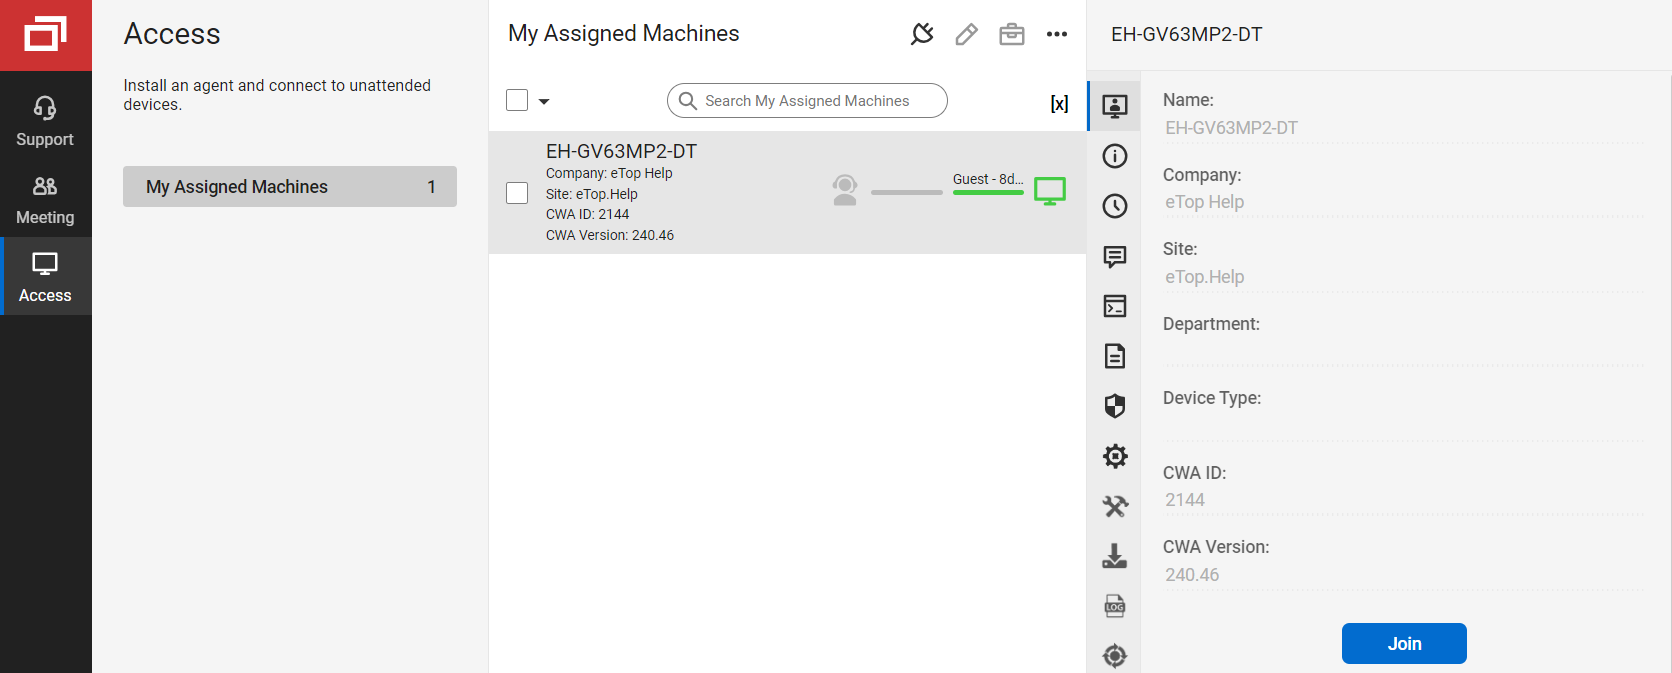 Support
Meeting
Access
Access
Install an agent and connect to unattended
devices.
My Assigned Machines 1
My Assigned Machines
Search My Assigned Machines
[x]
EH-GV63MP2-DT
Company: eTop Help
Site: eTop.Help
CWA ID: 2144
CWA Version: 240.46
Guest - 8d...
EH-GV63MP2-DT
LOG
Name:
EH-GV63MP2-DT
Company:
eTop Help
Site:
eTop.Help
Department:
Device Type:
CWA ID:
2144
CWA Version:
240.46
Join